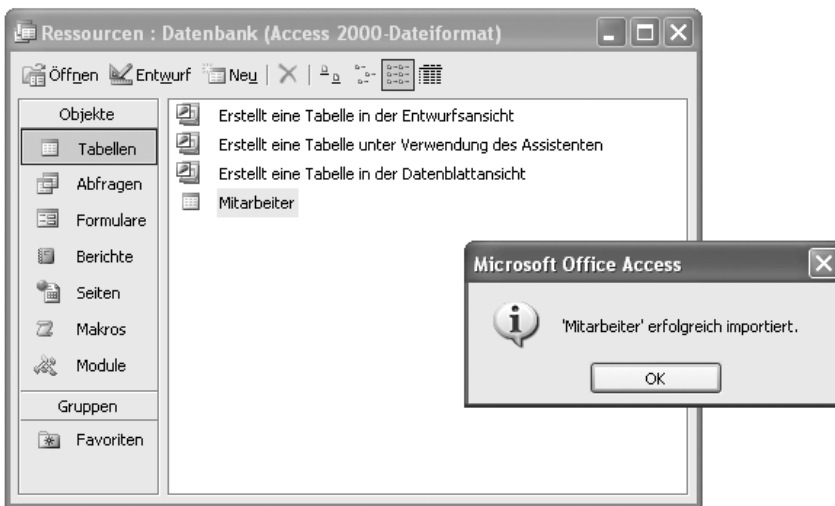 Ressourcen : Datenbank (Access 2000-Dateiformat)
Öffnen Entwurf Neu
Objekte
Tabellen
Abfragen
Formulare
Berichte
Seiten
Makros
Module
Gruppen
Favoriten
Erstellt eine Tabelle in der Entwurfsansicht
Erstellt eine Tabelle unter Verwendung des Assistenten
Erstellt eine Tabelle in der Datenblattansicht
Mitarbeiter
Microsoft Office Access
'Mitarbeiter' erfolgreich importiert.
OK